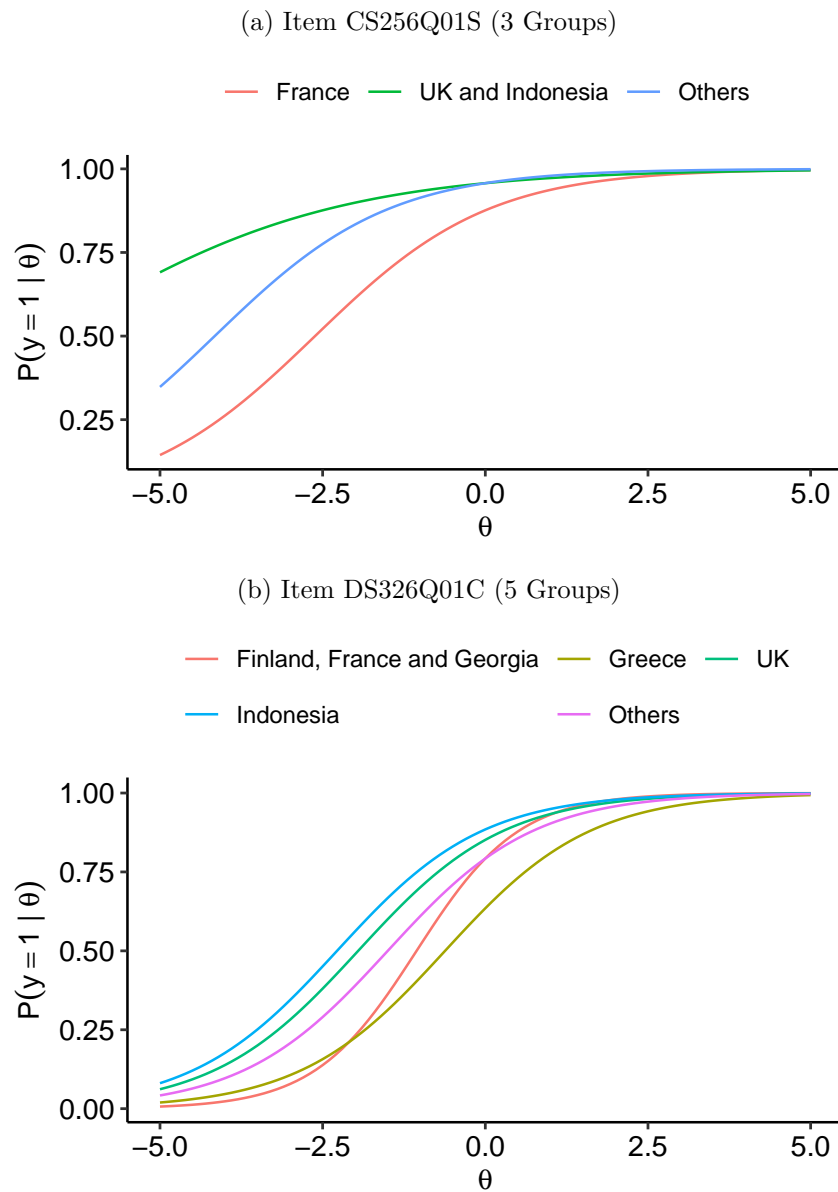 (a) Item CS256Q01S (3 Groups)
France UK and Indonesia Others
1.00
0.75
0.50
0.25
P(y = 1 | θ)
−5.0 −2.5 0.0 2.5 5.0
θ
(b) Item DS326Q01C (5 Groups)
Finland, France and Georgia Greece UK
Indonesia Others
1.00
0.75
0.50
0.25
0.00
P(y = 1 | θ)
−5.0 −2.5 0.0 2.5 5.0
θ